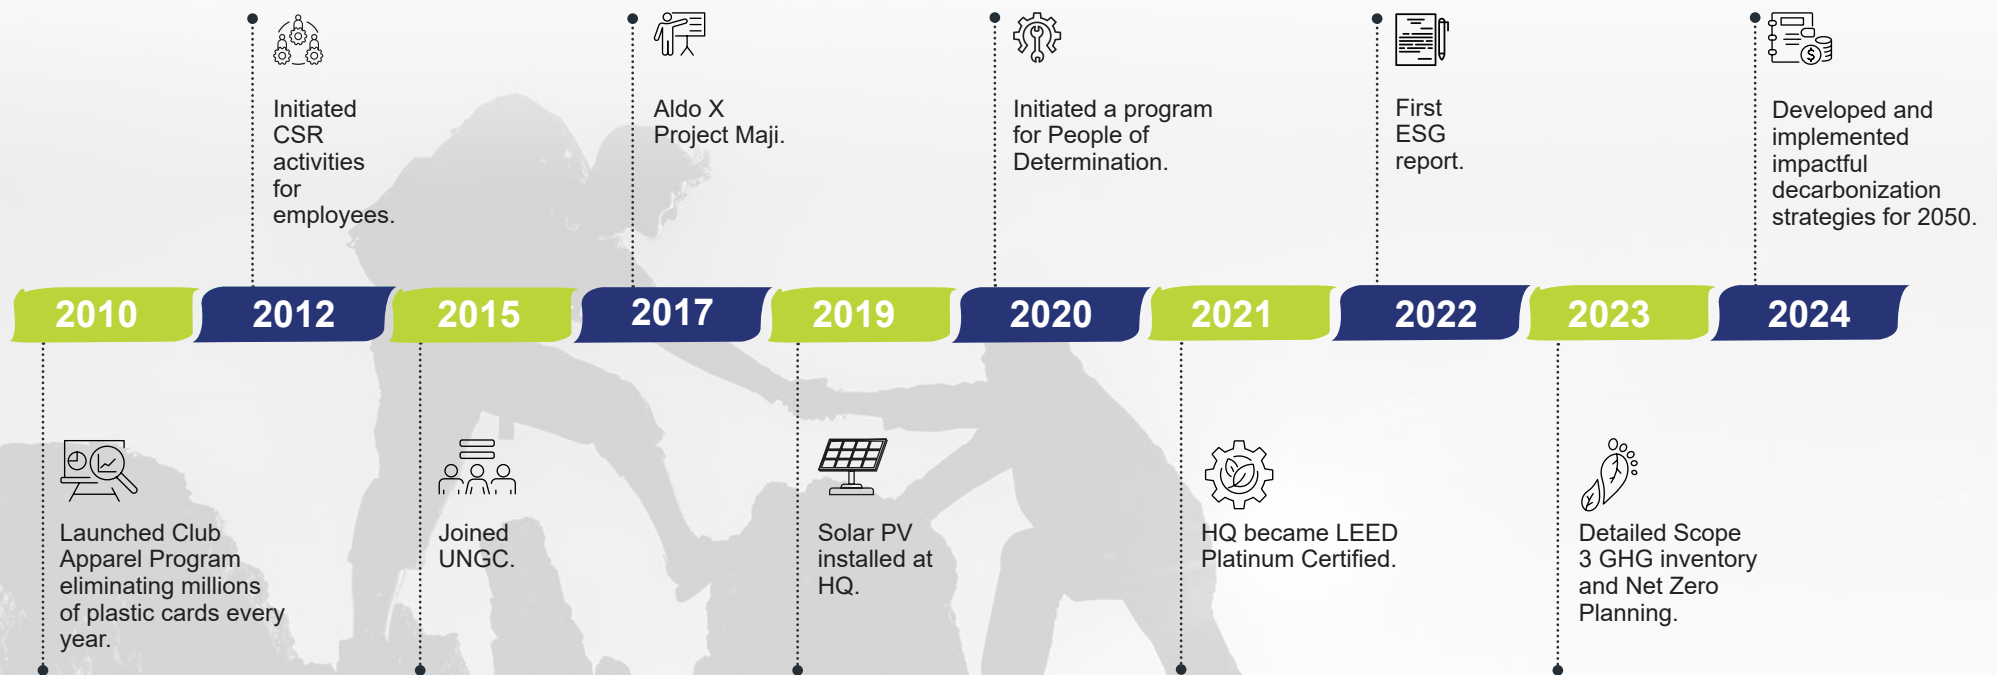 Initiated
CSR
activities
for
employees.
Aldo X
Project Maji.
Initiated a program
for People of
Determination.
First
ESG
report.
Developed and
implemented
impactful
decarbonization
strategies for 2050.
2010
2012
2015
2017
2019
2020
2021
2022
2023
2024
Launched Club
Apparel Program
eliminating millions
of plastic cards every
year.
Joined
UNGC.
Solar PV
installed at
HQ.
HQ became LEED
Platinum Certified.
Detailed Scope
3 GHG inventory
and Net Zero
Planning.